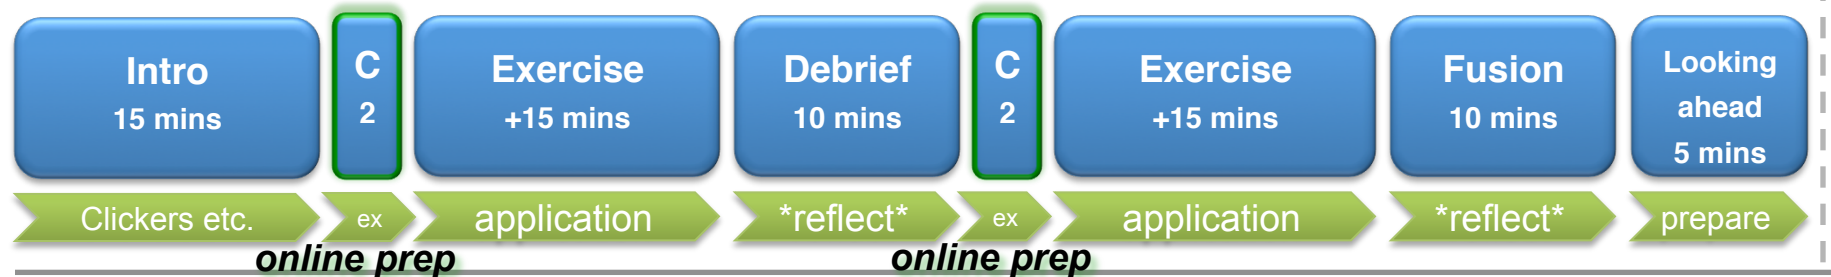 Intro
15 mins
C
2
Exercise
+15 mins
Debrief
10 mins
C
2
Exercise
+15 mins
Fusion
10 mins
Looking
ahead
5 mins
Clickers etc.
ex
application
*reflect*
ex
application
*reflect*
prepare
online prep
online prep